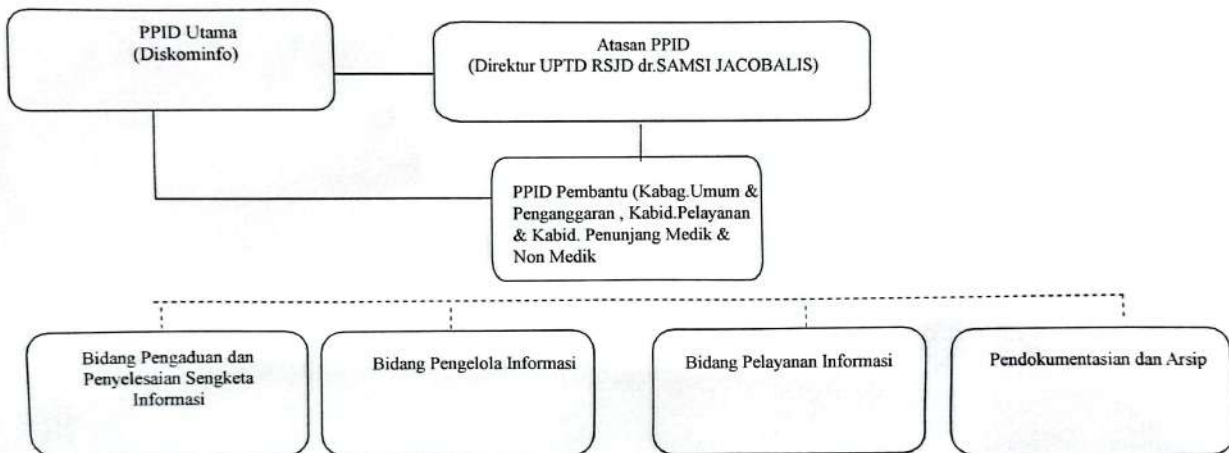 PPID Utama
(Diskominfo)
Atasan PPID
(Direktur UPTD RSJD dr.SAMSI JACOBALIS)
PPID Pembantu (Kabag.Umum &
Penganggaran , Kabid.Pelayanan
& Kabid. Penunjang Medik &
Non Medik
Bidang Pengaduan dan
Penyelesaian Sengketa
Informasi
Bidang Pengelola Informasi
Bidang Pelayanan Informasi
Pendokumentasian dan Arsip